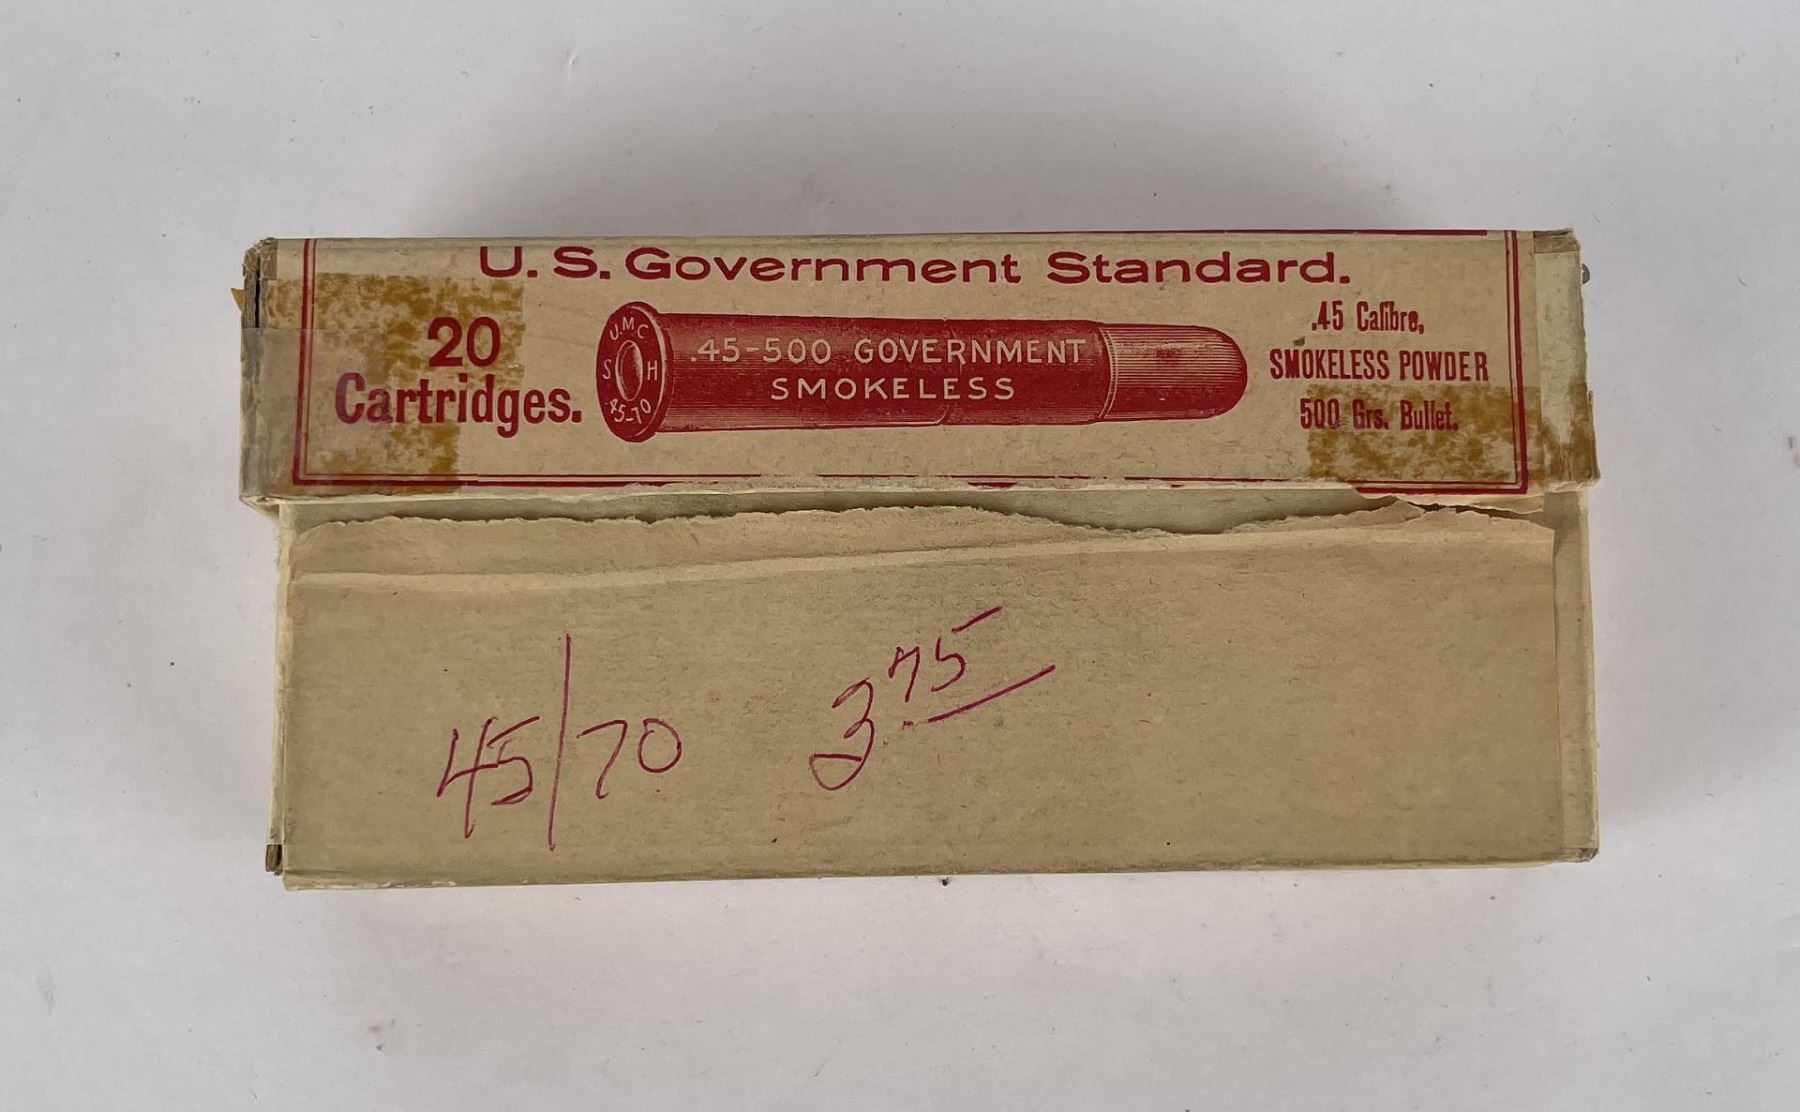 U. S. Government Standard.
20
Cartridges.
U.M.C
S H
45-70
.45-500 GOVERNMENT
SMOKELESS
.45 Calibre,
SMOKELESS POWDER
500 Grs. Bullet.
45/70 3 75